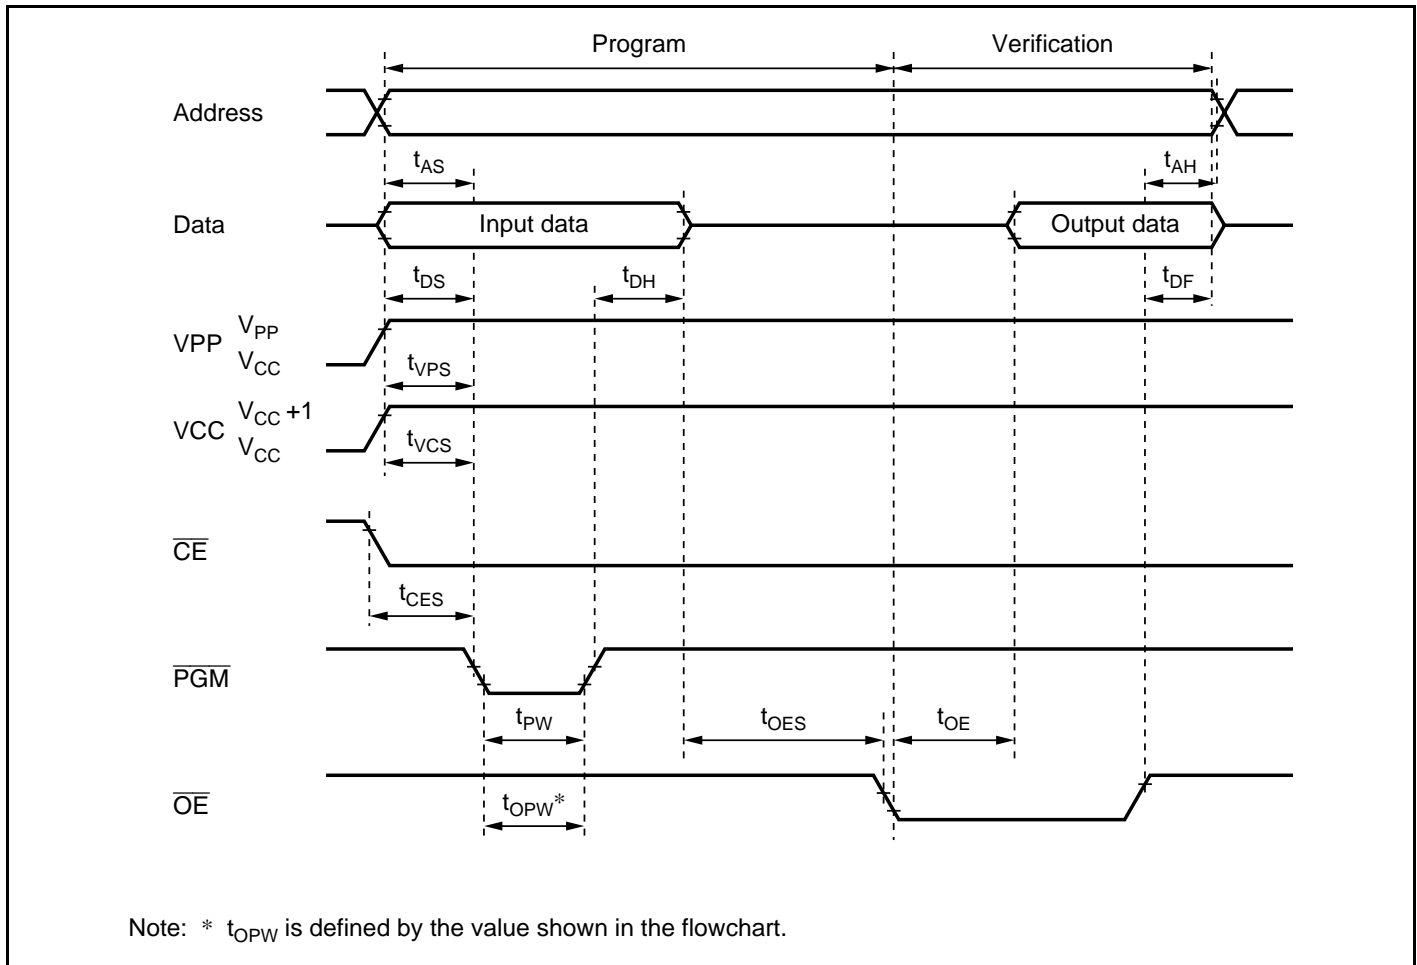 Program Verification
Address
tAS tAH
Data Input data Output data
tDS tDH tDF
VPP VPP
VCC
tVPS
VCC VCC +1
VCC
tVCS
CE
tCES
PGM
tPW tOES tOE
OE
tOPW*
Note: * tOPW is defined by the value shown in the flowchart.